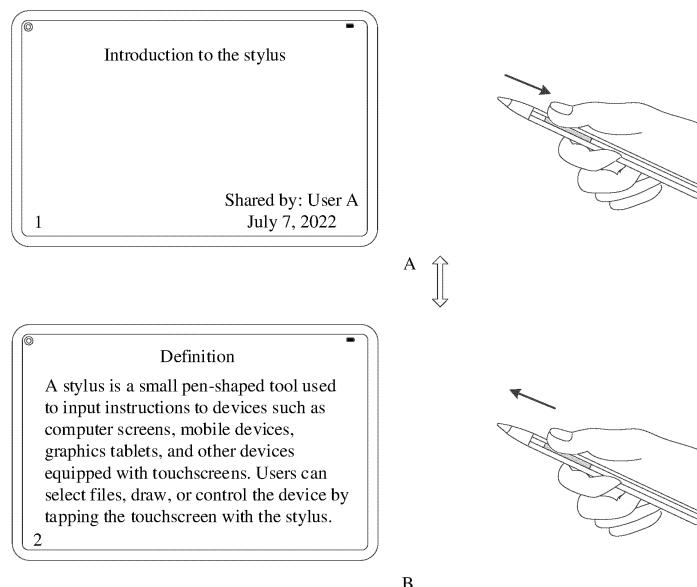 Introduction to the stylus
Shared by: User A
1 July 7, 2022
A
Definition
A stylus is a small pen-shaped tool used
to input instructions to devices such as
computer screens, mobile devices,
graphics tablets, and other devices
equipped with touchscreens. Users can
select files, draw, or control the device by
tapping the touchscreen with the stylus.
2
B